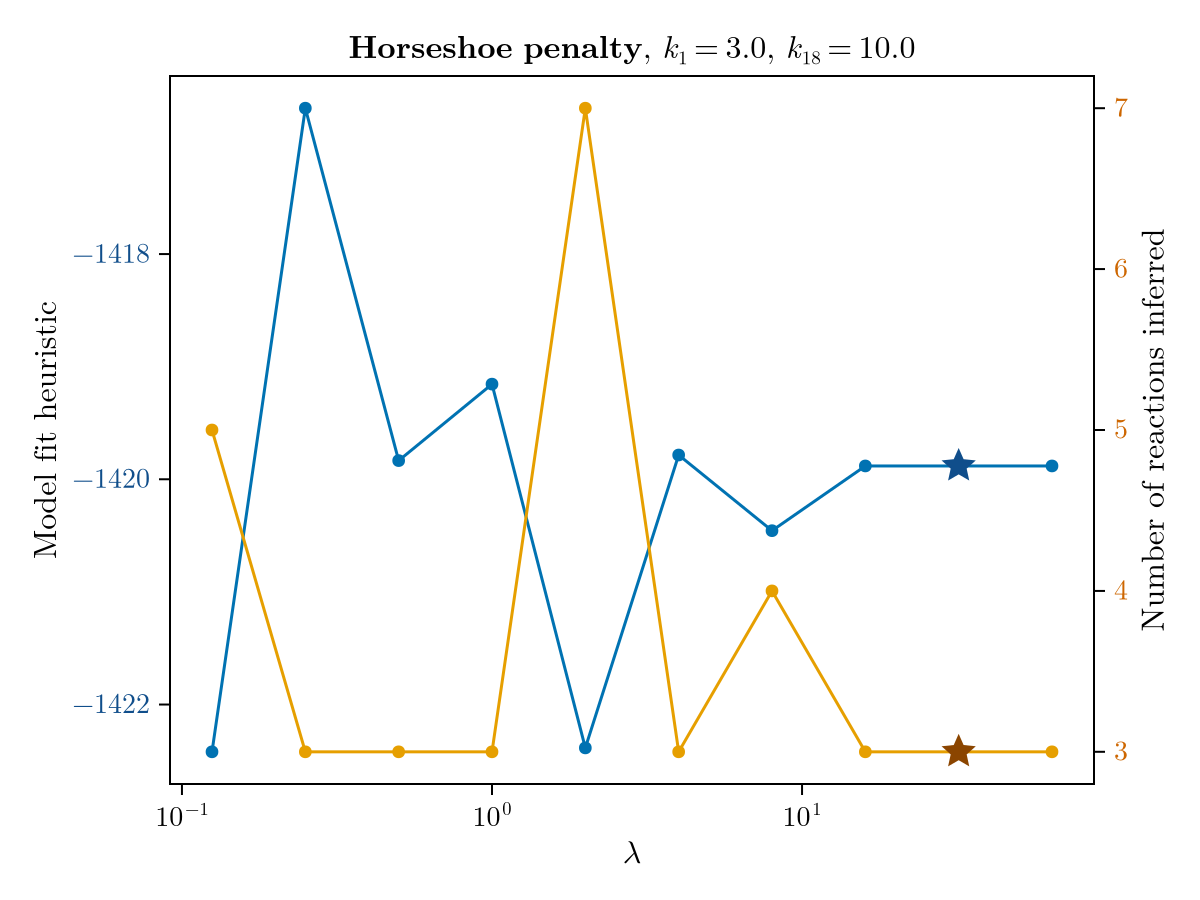 Horseshoe penalty, k₁ = 3.0, k₁₈ = 10.0
Model fit heuristic
−1418
−1420
−1422
7
6
5
4
3
Number of reactions inferred
10⁻¹
10⁰
10¹
λ